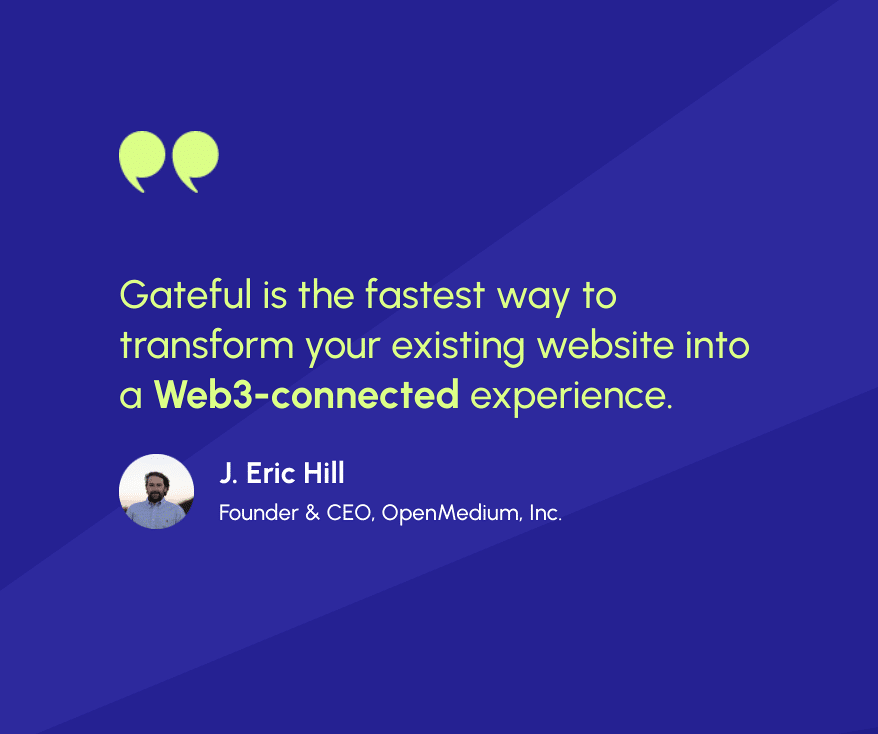 Gateful is the fastest way to
transform your existing website into
a Web3-connected experience.
J. Eric Hill
Founder & CEO, OpenMedium, Inc.